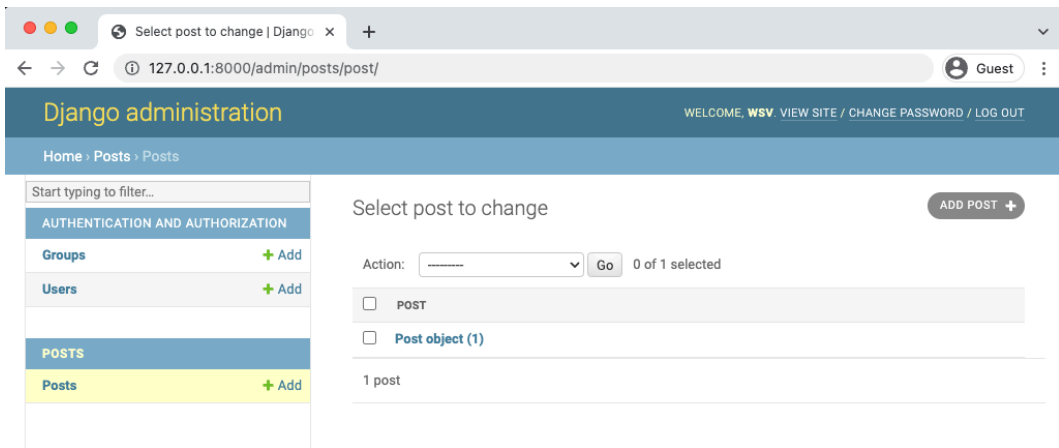 Select post to change | Django
127.0.0.1:8000/admin/posts/post/
Guest
Django administration
WELCOME, WSV. VIEW SITE / CHANGE PASSWORD / LOG OUT
Home › Posts › Posts
Start typing to filter...
AUTHENTICATION AND AUTHORIZATION
Groups + Add
Users + Add
POSTS
Posts + Add
Select post to change
ADD POST +
Action: --------- Go 0 of 1 selected
POST
Post object (1)
1 post